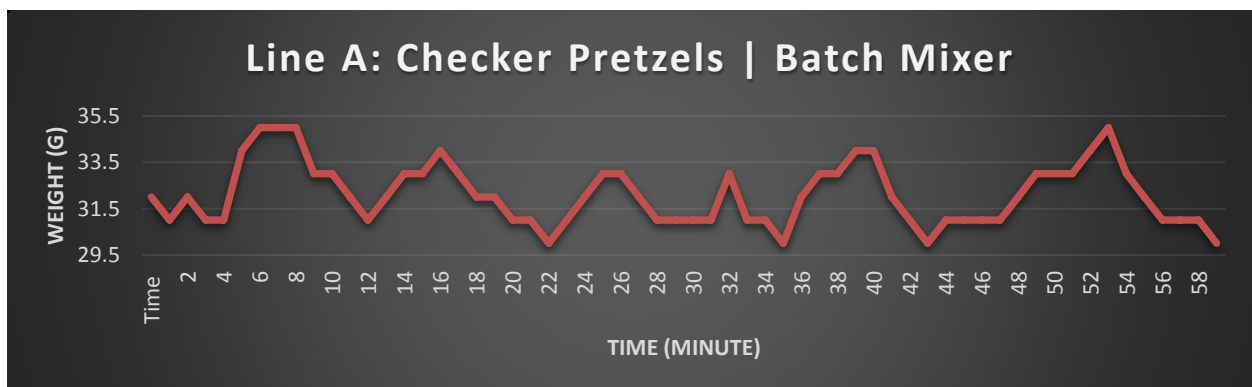 Line A: Checker Pretzels | Batch Mixer
35.5
33.5
31.5
29.5
WEIGHT (G)
Time 2 4 6 8 10 12 14 16 18 20 22 24 26 28 30 32 34 36 38 40 42 44 46 48 50 52 54 56 58
TIME (MINUTE)